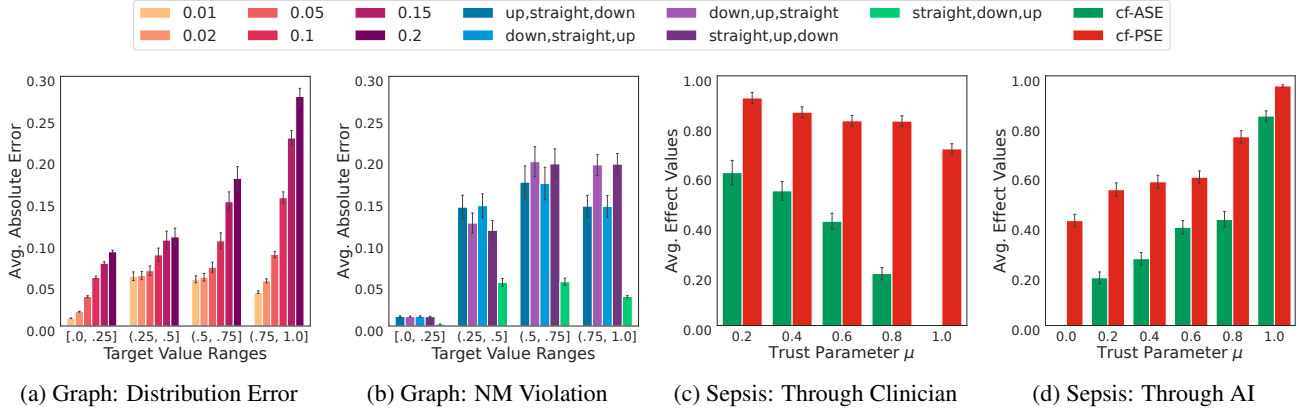 0.01 0.05 0.15 up,straight,down down,up,straight straight,down,up cf-ASE
0.02 0.1 0.2 down,straight,up straight,up,down cf-PSE
Avg. Absolute Error
0.30
0.25
0.20
0.15
0.10
0.05
0.00
[.0, .25] (.25, .5] (.5, .75] (.75, 1.0]
Target Value Ranges
(a) Graph: Distribution Error
Avg. Absolute Error
0.30
0.25
0.20
0.15
0.10
0.05
0.00
[.0, .25] (.25, .5] (.5, .75] (.75, 1.0]
Target Value Ranges
(b) Graph: NM Violation
Avg. Effect Values
1.00
0.80
0.60
0.40
0.20
0.00
0.2 0.4 0.6 0.8 1.0
Trust Parameter μ
(c) Sepsis: Through Clinician
Avg. Effect Values
1.00
0.80
0.60
0.40
0.20
0.00
0.0 0.2 0.4 0.6 0.8 1.0
Trust Parameter μ
(d) Sepsis: Through AI